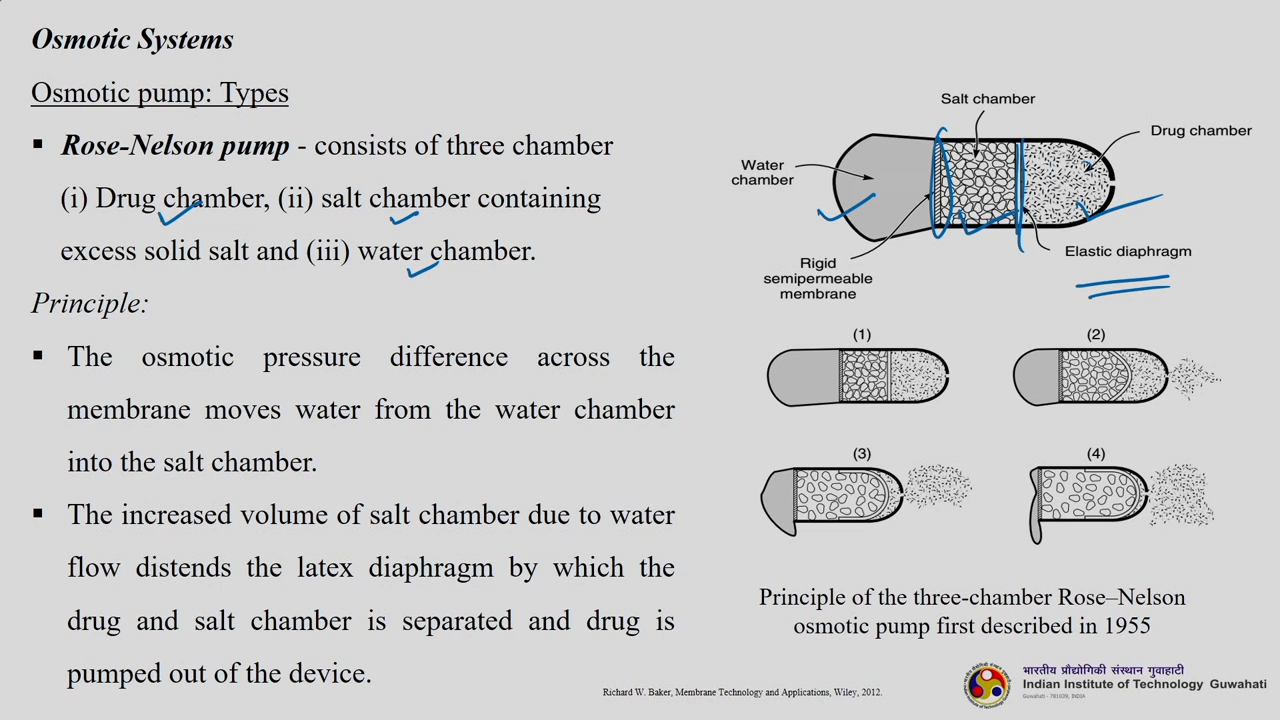 Osmotic Systems
Osmotic pump: Types
▪ Rose-Nelson pump - consists of three chamber
(i) Drug chamber, (ii) salt chamber containing
excess solid salt and (iii) water chamber.
Principle:
▪ The osmotic pressure difference across the
membrane moves water from the water chamber
into the salt chamber.
▪ The increased volume of salt chamber due to water
flow distends the latex diaphragm by which the
drug and salt chamber is separated and drug is
pumped out of the device.
Salt chamber
Drug chamber
Water
chamber
Elastic diaphragm
Rigid
semipermeable
membrane
(1)
(2)
(3)
(4)
Principle of the three-chamber Rose–Nelson
osmotic pump first described in 1955
Richard W. Baker, Membrane Technology and Applications, Wiley, 2012.
भारतीय प्रौद्योगिकी संस्थान गुवाहाटी
Indian Institute of Technology Guwahati
Guwahati - 781039, INDIA